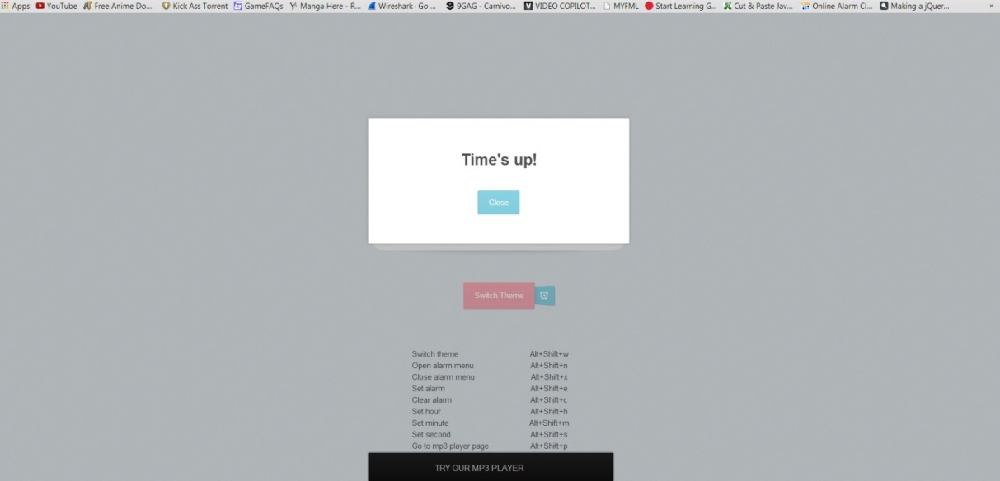 Apps YouTube Free Anime Do... Kick Ass Torrent GameFAQs Manga Here - R... Wireshark · Go ... 9GAG - Carnivo... VIDEO COPILOT... MYFML Start Learning G... Cut & Paste Jav... Online Alarm Cl... Making a jQuer... »
Time's up!
Close
Switch Theme
Switch theme Alt+Shift+w
Open alarm menu Alt+Shift+n
Close alarm menu Alt+Shift+x
Set alarm Alt+Shift+e
Clear alarm Alt+Shift+c
Set hour Alt+Shift+h
Set minute Alt+Shift+m
Set second Alt+Shift+s
Go to mp3 player page Alt+Shift+p
TRY OUR MP3 PLAYER